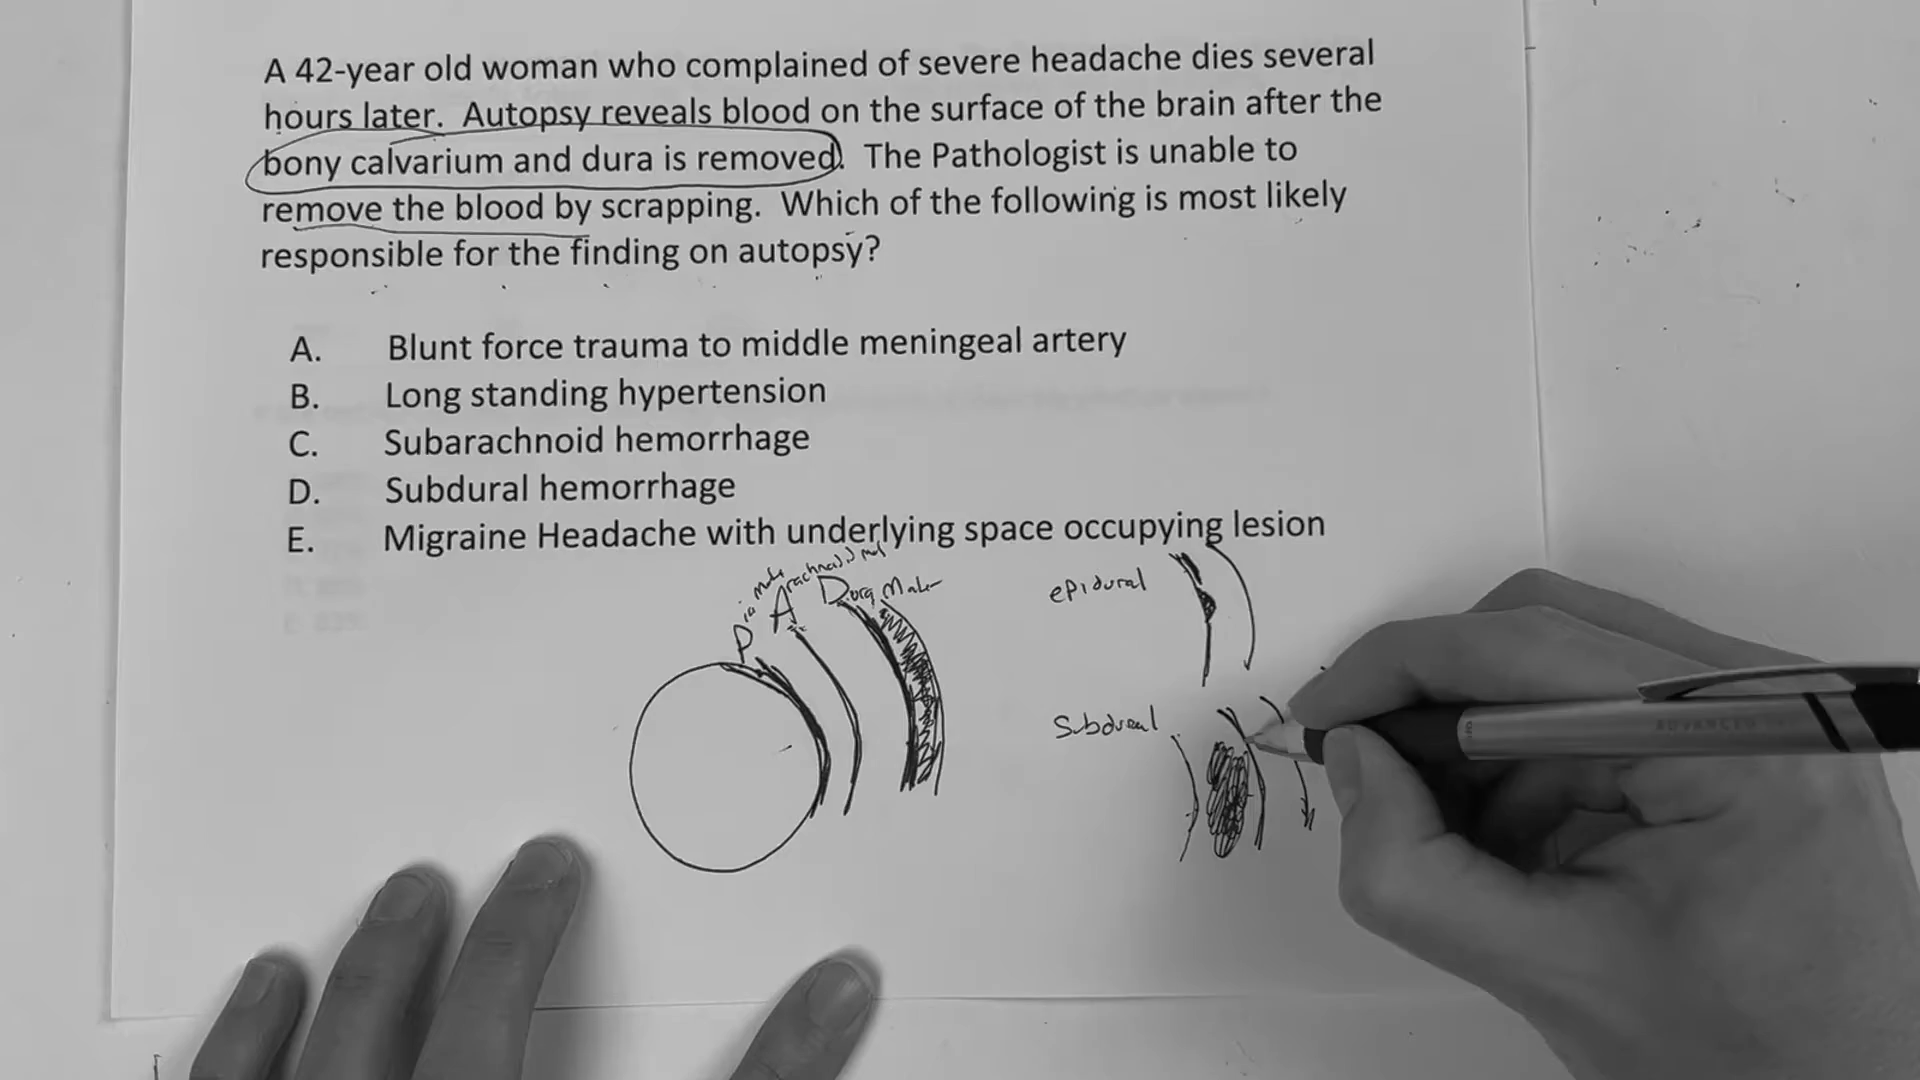 A 42-year old woman who complained of severe headache dies several
hours later. Autopsy reveals blood on the surface of the brain after the
bony calvarium and dura is removed. The Pathologist is unable to
remove the blood by scrapping. Which of the following is most likely
responsible for the finding on autopsy?
A. Blunt force trauma to middle meningeal artery
B. Long standing hypertension
C. Subarachnoid hemorrhage
D. Subdural hemorrhage
E. Migraine Headache with underlying space occupying lesion
Pia
Arachnoid
Dura Mater
epidural
Subdural